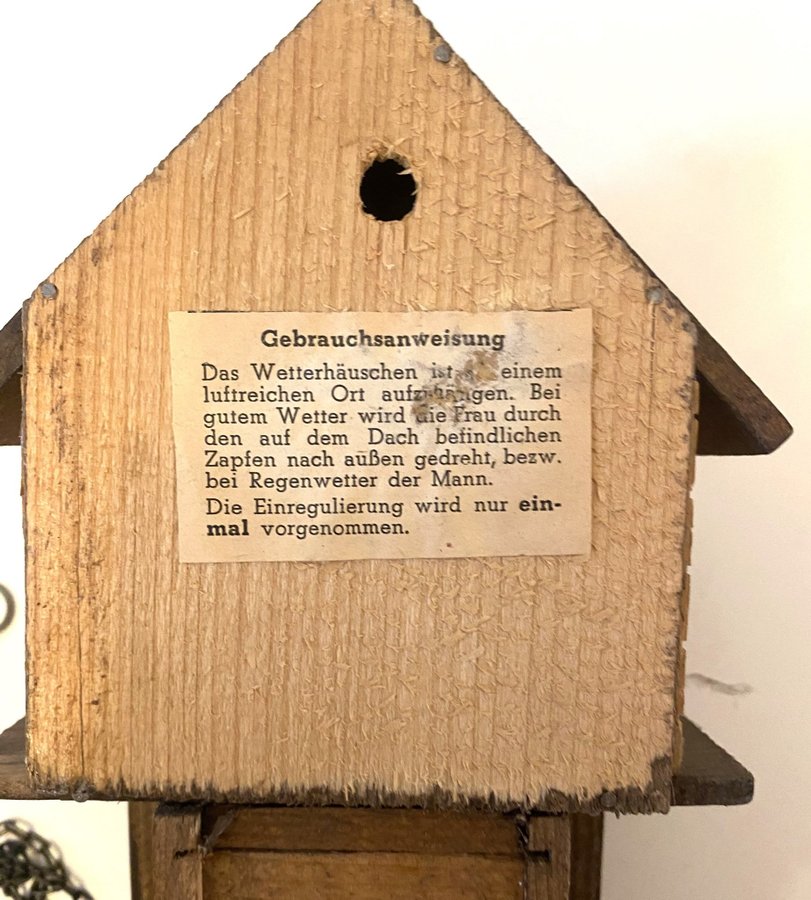 Gebrauchsanweisung
Das Wetterhäuschen ist einem
luftreichen Ort aufzuhängen. Bei
gutem Wetter wird die Frau durch
den auf dem Dach befindlichen
Zapfen nach außen gedreht, bezw.
bei Regenwetter der Mann.
Die Einregulierung wird nur ein-
mal vorgenommen.